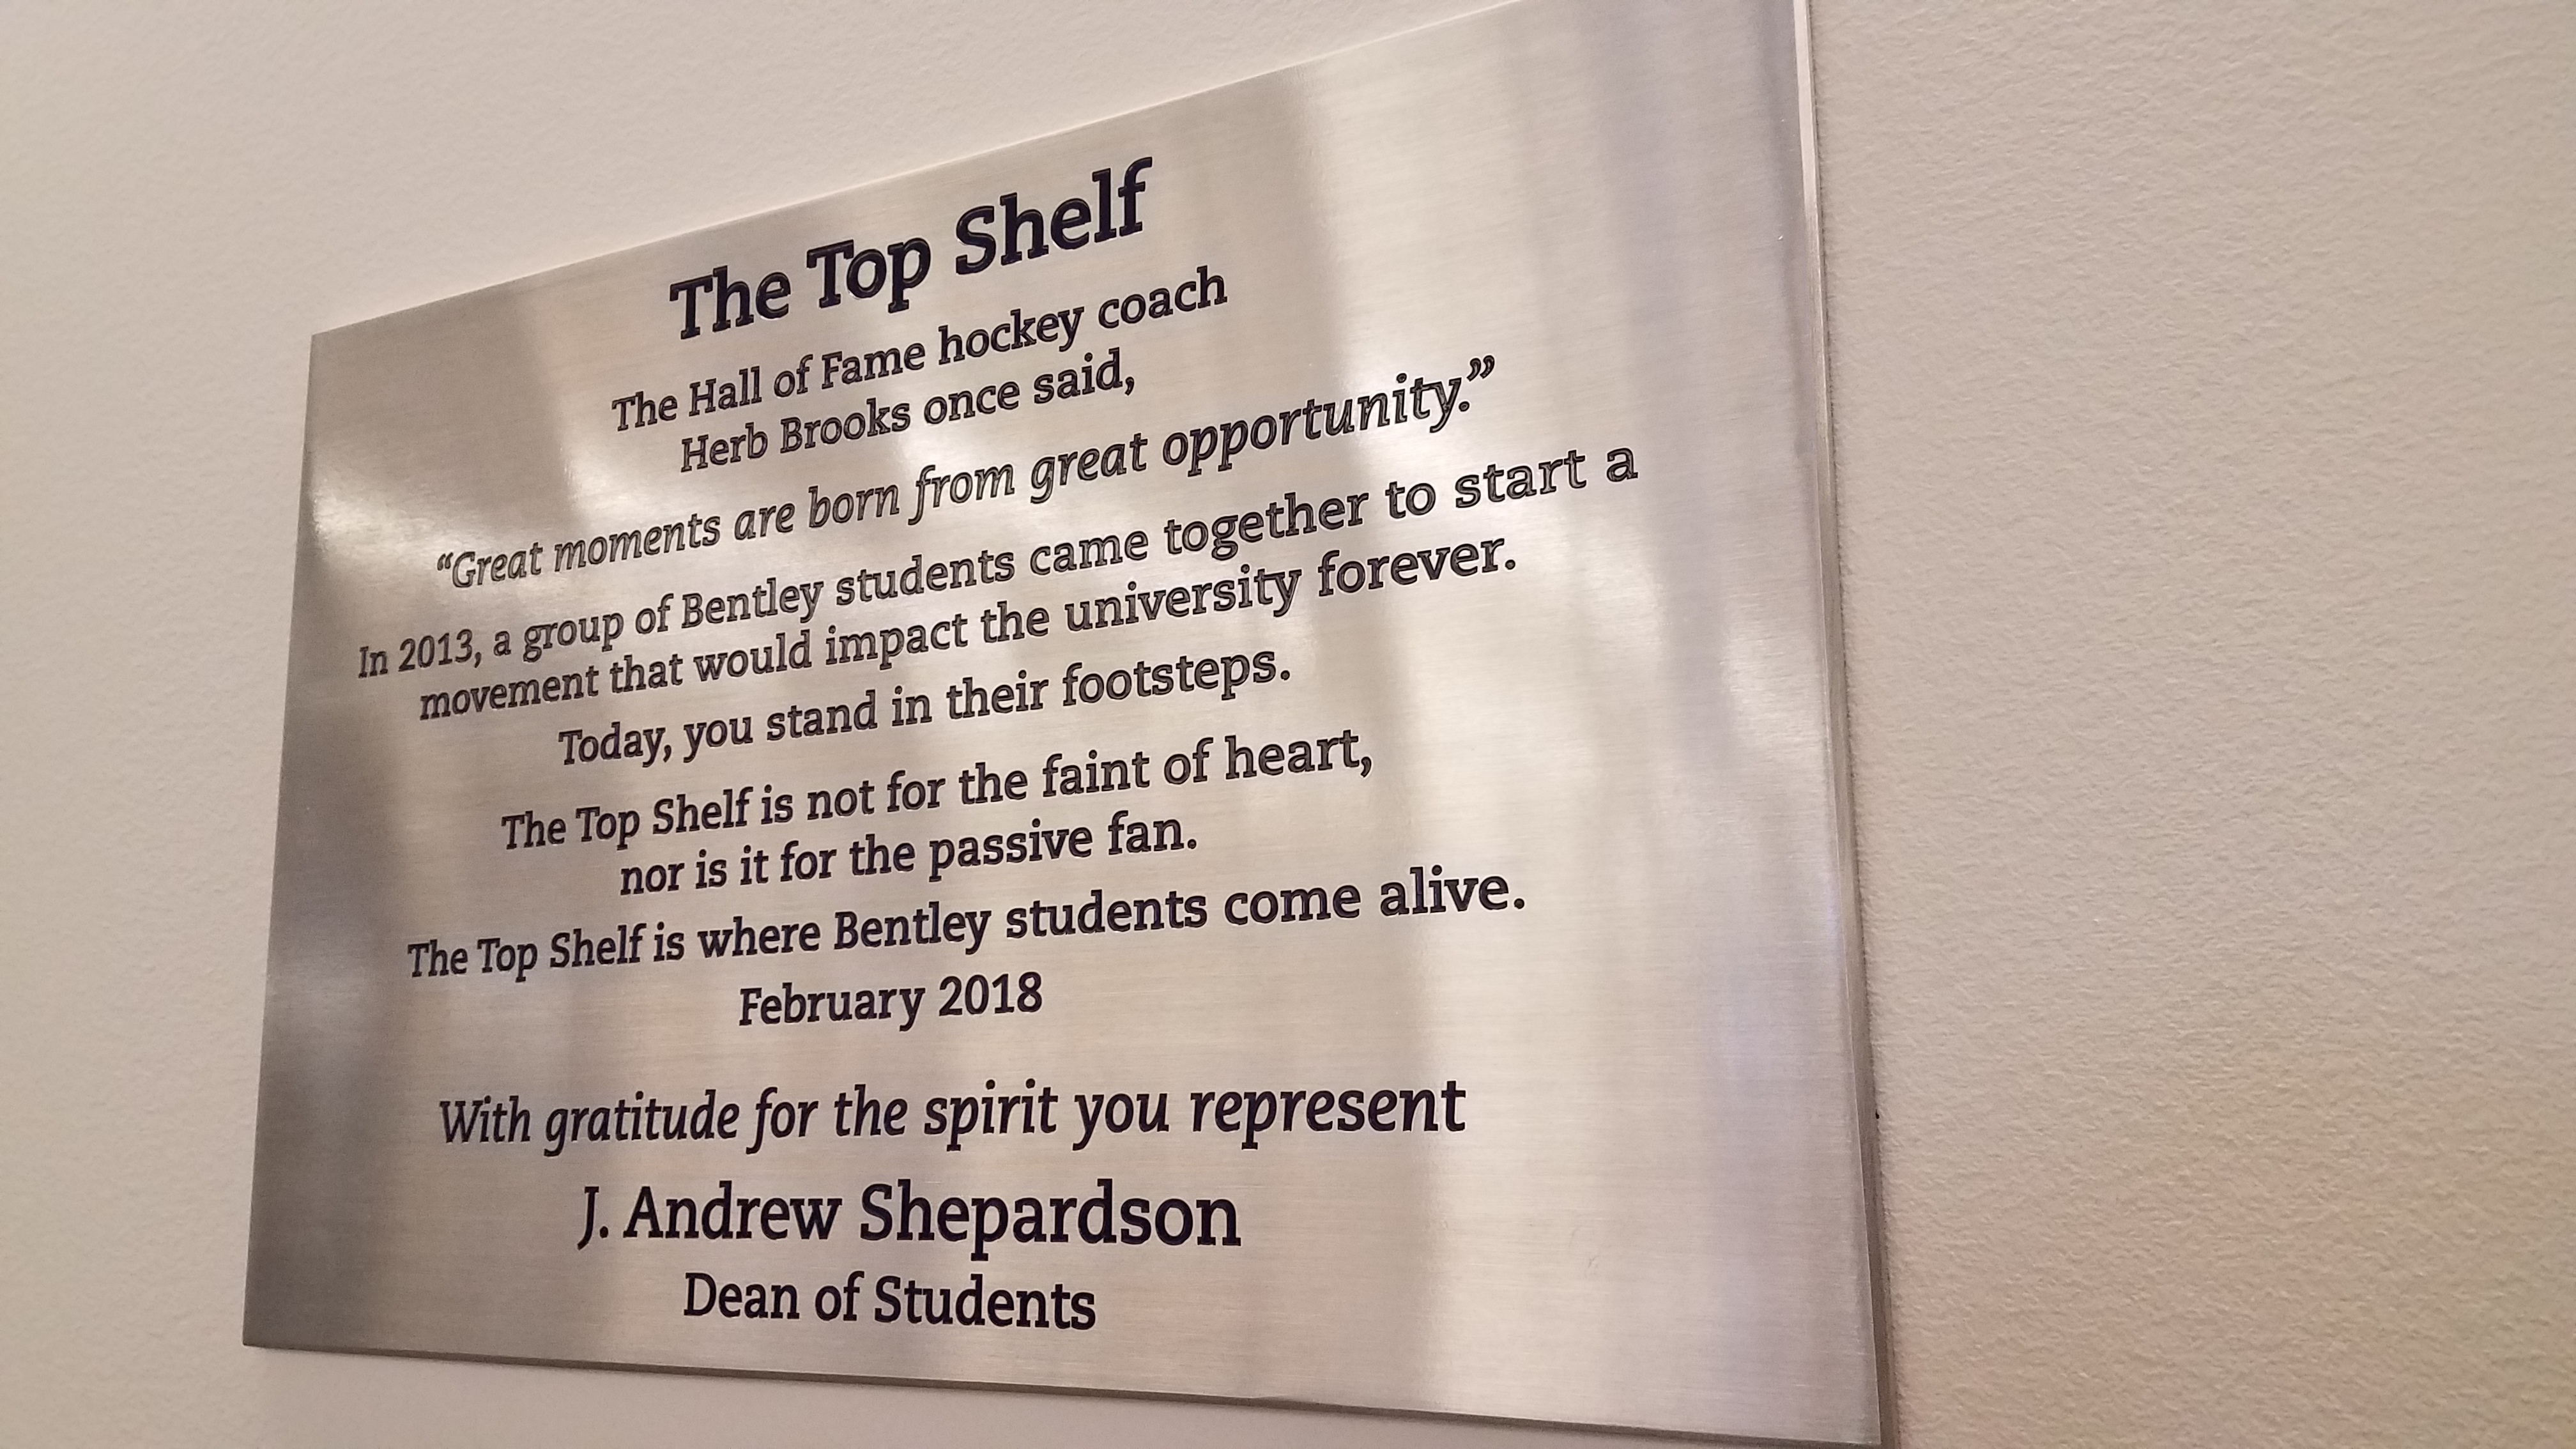 The Top Shelf
The Hall of Fame hockey coach
Herb Brooks once said,
“Great moments are born from great opportunity.”
In 2013, a group of Bentley students came together to start a
movement that would impact the university forever.
Today, you stand in their footsteps.
The Top Shelf is not for the faint of heart,
nor is it for the passive fan.
The Top Shelf is where Bentley students come alive.
February 2018
With gratitude for the spirit you represent
J. Andrew Shepardson
Dean of Students